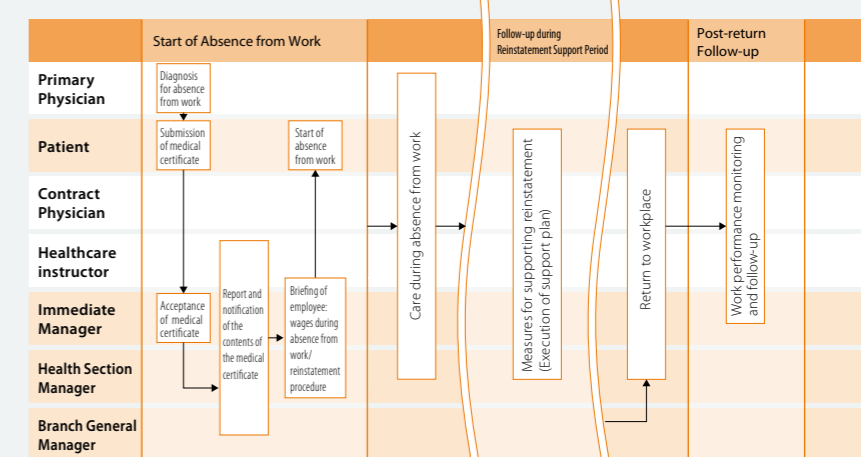 Start of Absence from Work
Follow-up during
Reinstatement Support Period
Post-return
Follow-up
Primary
Physician
Patient
Contract
Physician
Healthcare
instructor
Immediate
Manager
Health Section
Manager
Branch General
Manager
Diagnosis
for absence
from work
Submission
of medical
certificate
Acceptance
of medical
certificate
Report and
notification
of the
contents of
the medical
certificate
Briefing of
employee:
wages during
absence from
work/
reinstatement
procedure
Start of
absence
from work
Care during absence from work
Measures for supporting reinstatement
(Execution of support plan)
Return to workplace
Work performance monitoring
and follow-up